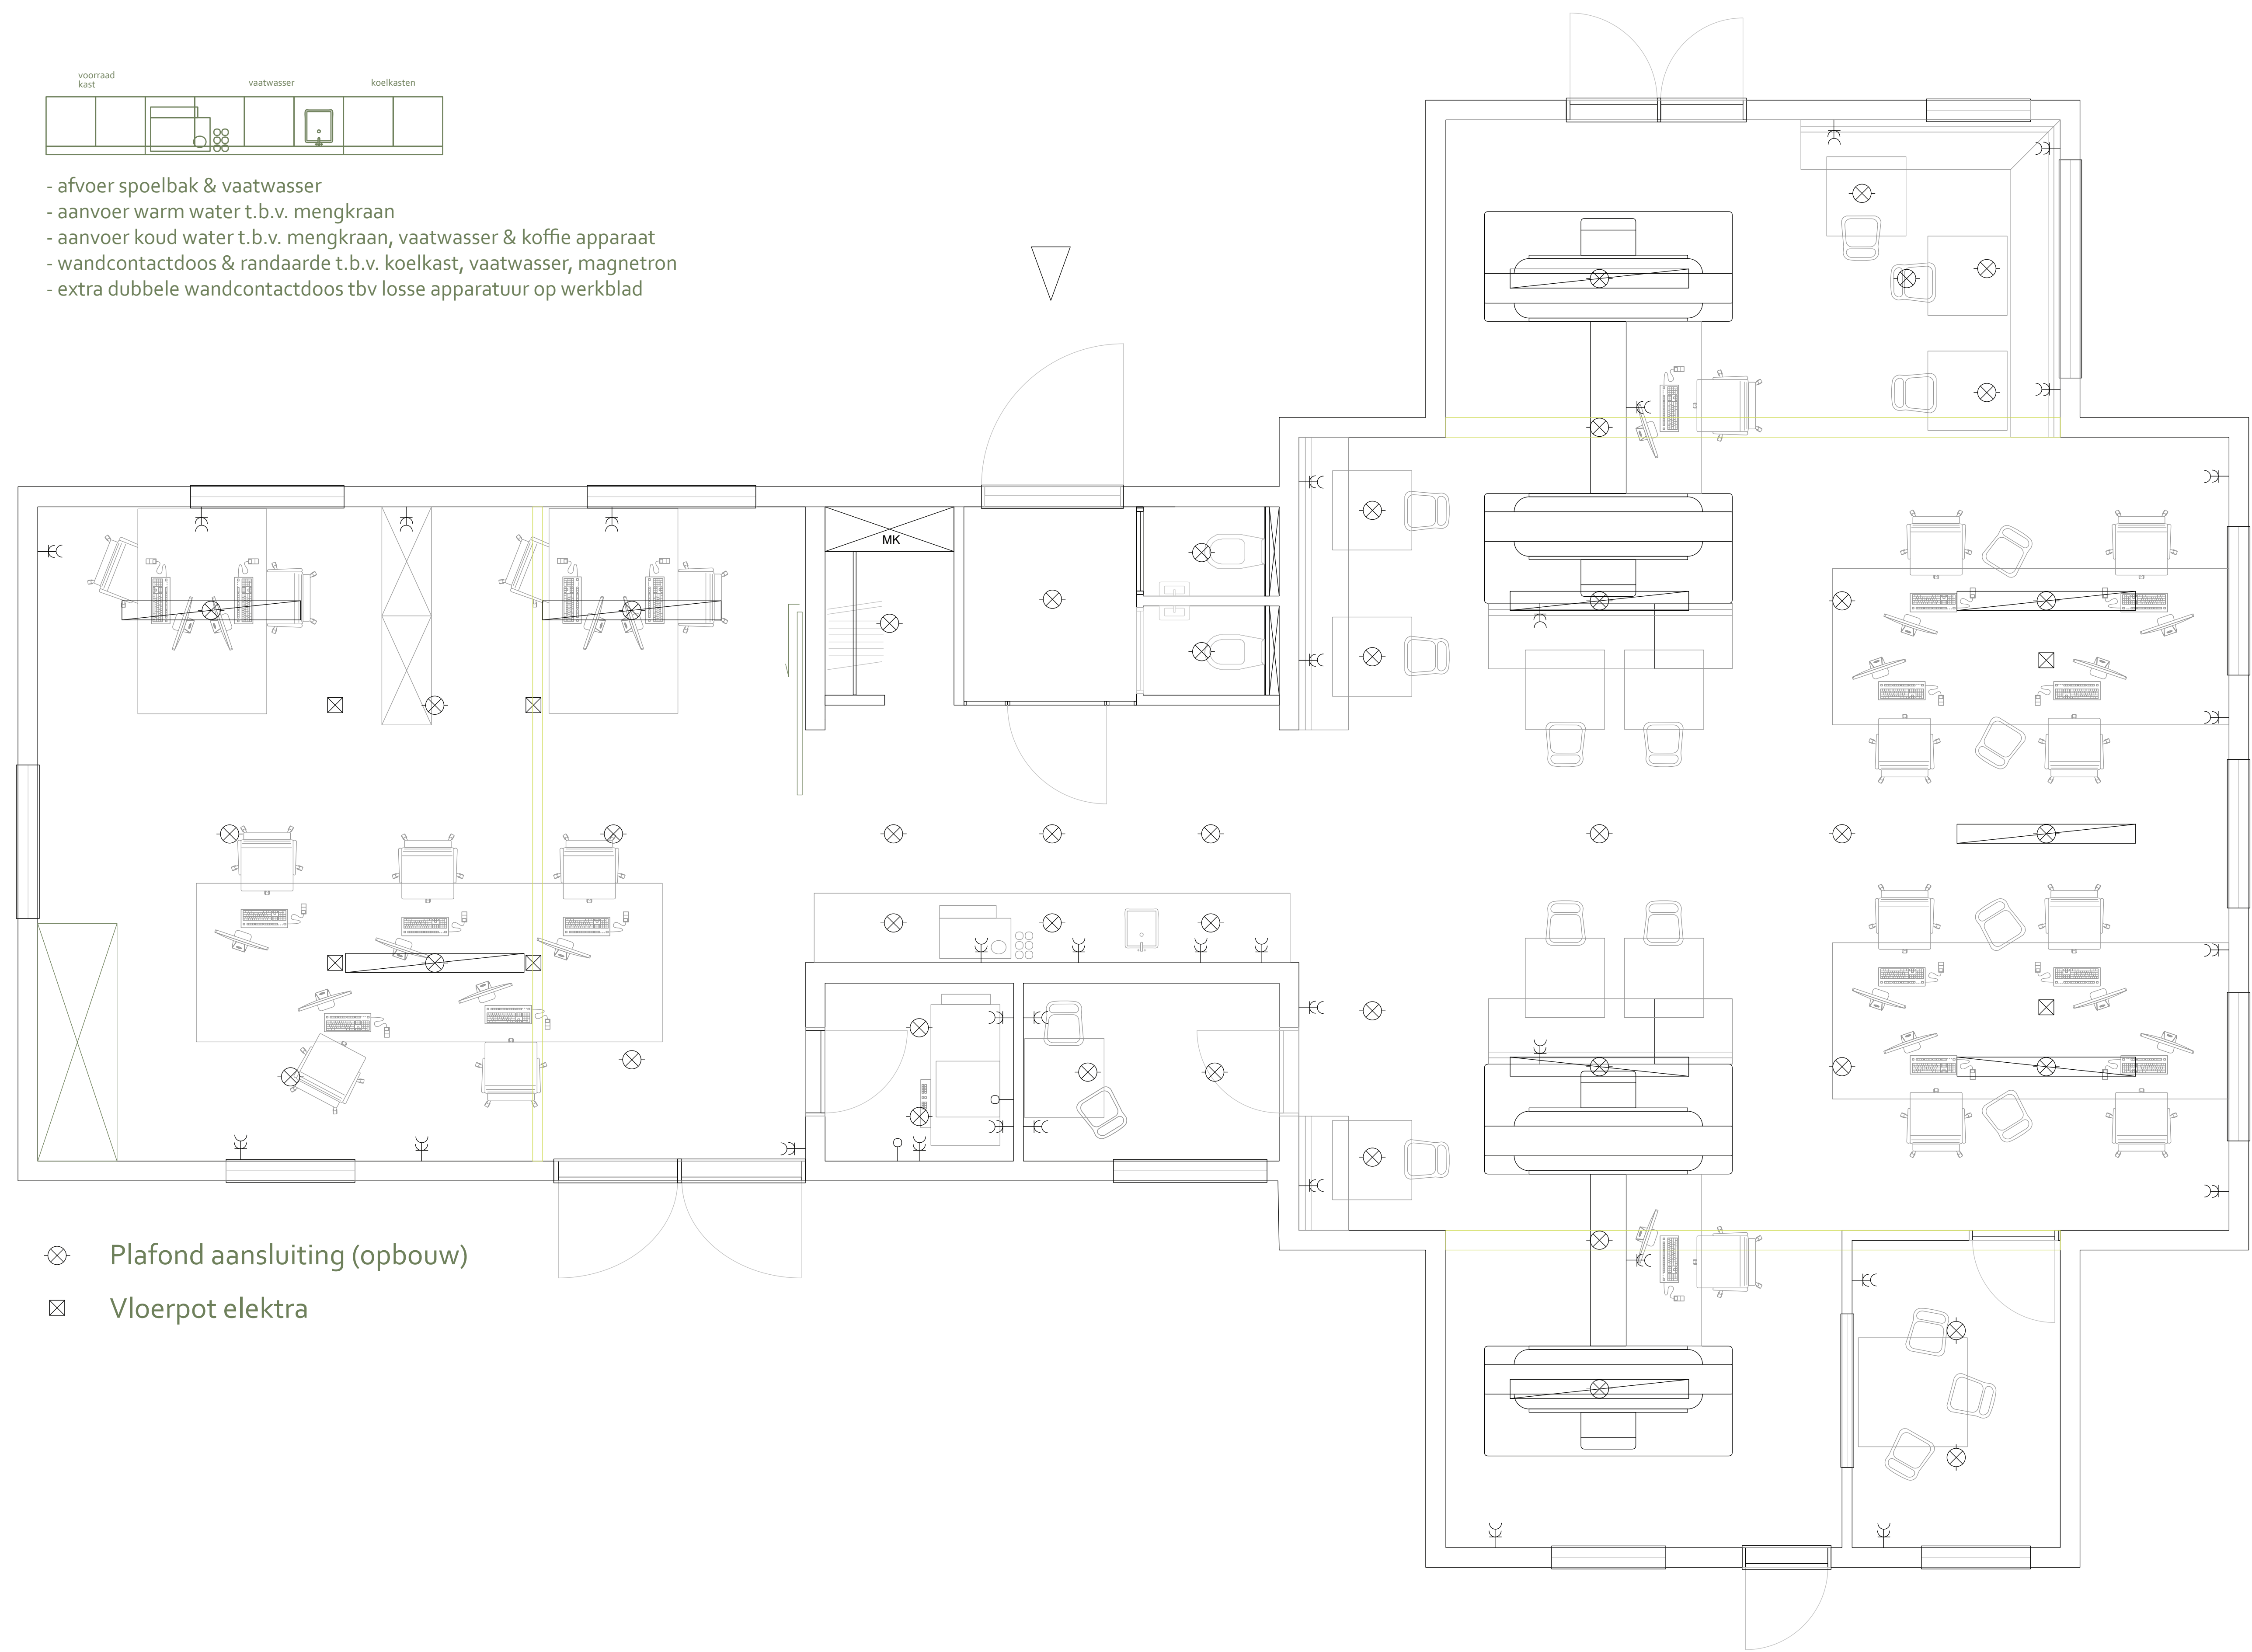 voorraad
kast
vaatwasser
koelkasten
- afvoer spoelbak & vaatwasser
- aanvoer warm water t.b.v. mengkraan
- aanvoer koud water t.b.v. mengkraan, vaatwasser & koffie apparaat
- wandcontactdoos & randaarde t.b.v. koelkast, vaatwasser, magnetron
- extra dubbele wandcontactdoos tbv losse apparatuur op werkblad
MK
Plafond aansluiting (opbouw)
Vloerpot elektra